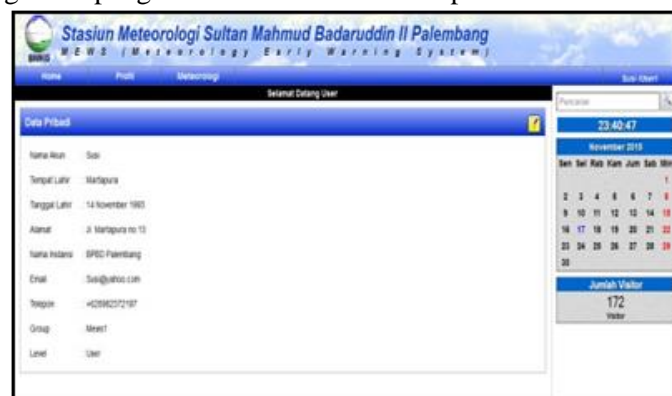 Stasiun Meteorologi Sultan Mahmud Badaruddin II Palembang
BMKG
MEWS (Meteorology Early Warning System)
Home Profil Meteorologi
Selamat Datang User
Pencarian
23:40:47
Data Pribadi
November 2015
Sen Sel Rab Kam Jum Sab Min
1
2 3 4 5 6 7 8
9 10 11 12 13 14 15
16 17 18 19 20 21 22
23 24 25 26 27 28 29
30
Jumlah Visitor
172
Visitor
Nama Akun Susi
Tempat Lahir Martapura
Tanggal Lahir 14 November 1993
Alamat Jl. Martapura no 13
Nama Instansi BPBD Palembang
Email Susi@yahoo.com
Telepon
Group Mews1
Level User